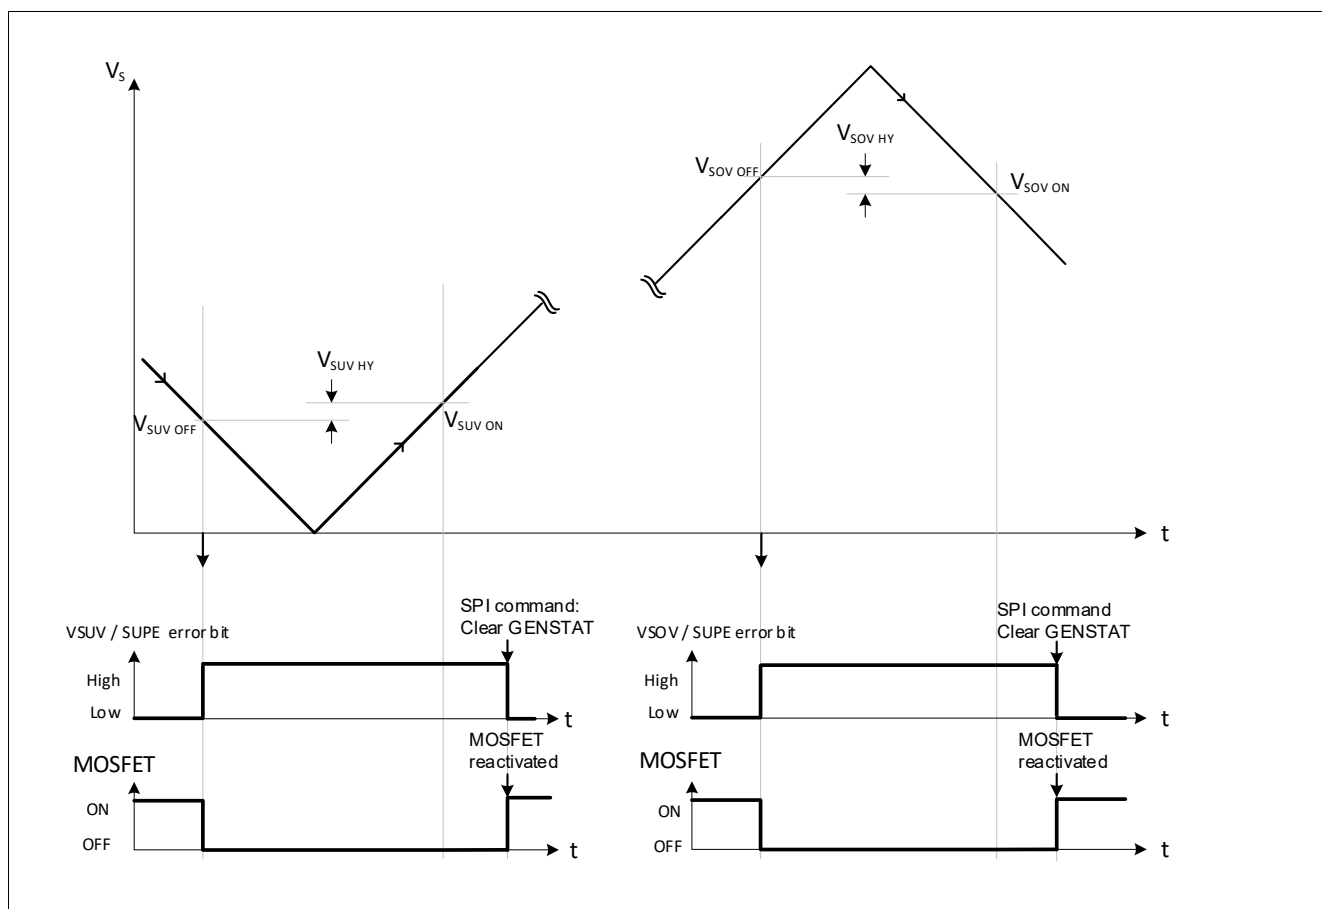 VS
VSOV HY
VSOV OFF
VSOV ON
VSUV HY
VSUV OFF
VSUV ON
t
SPI command:
Clear GENSTAT
VSUV / SUPE error bit
High
Low
t
MOSFET
reactivated
MOSFET
ON
OFF
t
SPI command
Clear GENSTAT
VSOV / SUPE error bit
High
Low
t
MOSFET
reactivated
MOSFET
ON
OFF
t